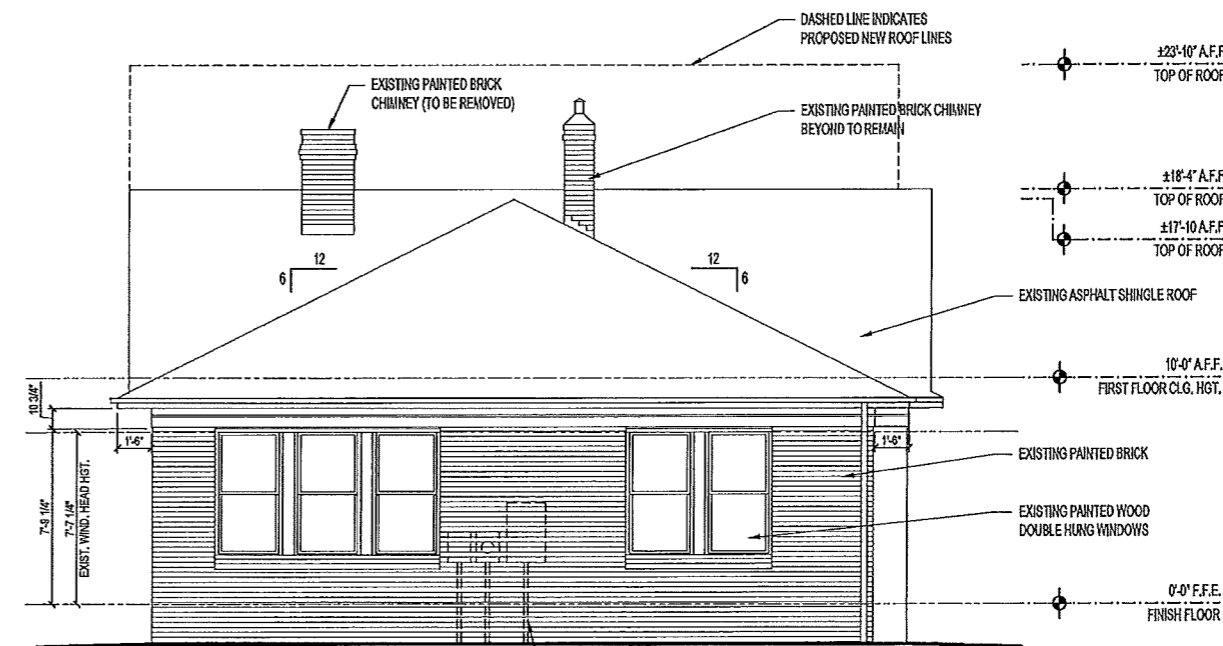 DASHED LINE INDICATES
PROPOSED NEW ROOF LINES
±23'-10" A.F.F
TOP OF ROOF
EXISTING PAINTED BRICK
CHIMNEY (TO BE REMOVED)
EXISTING PAINTED BRICK CHIMNEY
BEYOND TO REMAIN
±18'-4" A.F.F
TOP OF ROOF
±17'-10 A.F.F
TOP OF ROOF
12
6
12
6
EXISTING ASPHALT SHINGLE ROOF
10'-0" A.F.F.
FIRST FLOOR CLG. HGT.
10 3/4"
1'-6"
1'-6"
EXISTING PAINTED BRICK
7'-9 1/4"
7'-7 1/4"
EXIST. WIND. HEAD HGT.
EXISTING PAINTED WOOD
DOUBLE HUNG WINDOWS
0'-0" F.F.E.
FINISH FLOOR